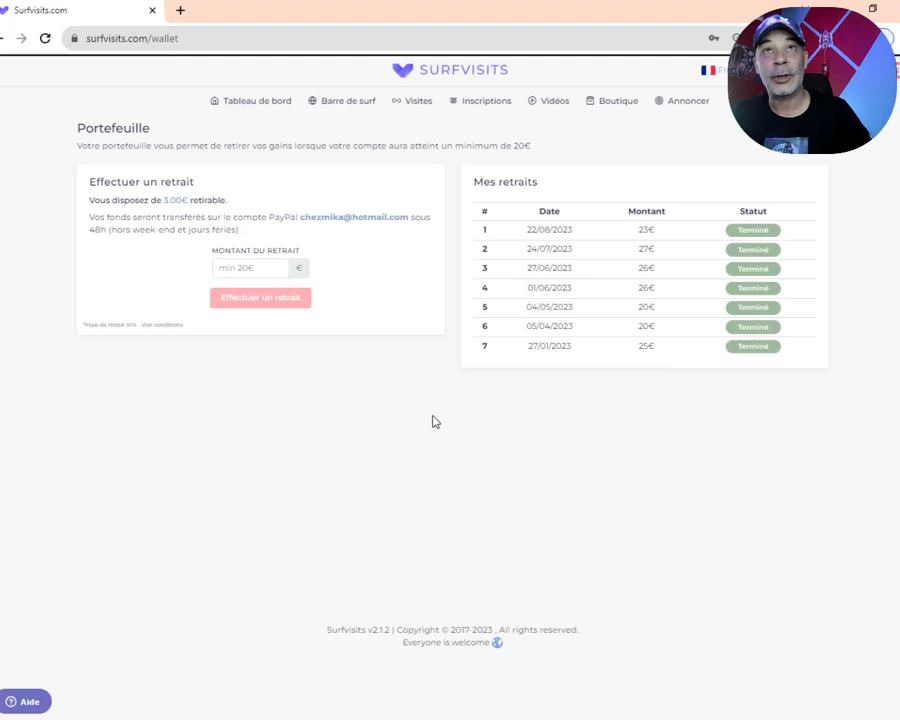 Surfvisits.com
surfvisits.com/wallet
SURFVISITS
Tableau de bord Barre de surf Visites Inscriptions Vidéos Boutique Annoncer
Portefeuille
Votre portefeuille vous permet de retirer vos gains lorsque votre compte aura atteint un minimum de 20€
Effectuer un retrait
Vous disposez de 3.00€ retirable.
Vos fonds seront transférés sur le compte PayPal chezmika@hotmail.com sous
48h (hors week-end et jours fériés)
MONTANT DU RETRAIT
min 20€ €
Effectuer un retrait
*Frais de retrait 10% - Voir conditions
Mes retraits
# Date Montant Statut
1 22/08/2023 23€ Terminé
2 24/07/2023 27€ Terminé
3 27/06/2023 26€ Terminé
4 01/06/2023 26€ Terminé
5 04/05/2023 20€ Terminé
6 05/04/2023 20€ Terminé
7 27/01/2023 25€ Terminé
Surfvisits v2.1.2 | Copyright © 2017-2023 , All rights reserved.
Everyone is welcome
Aide